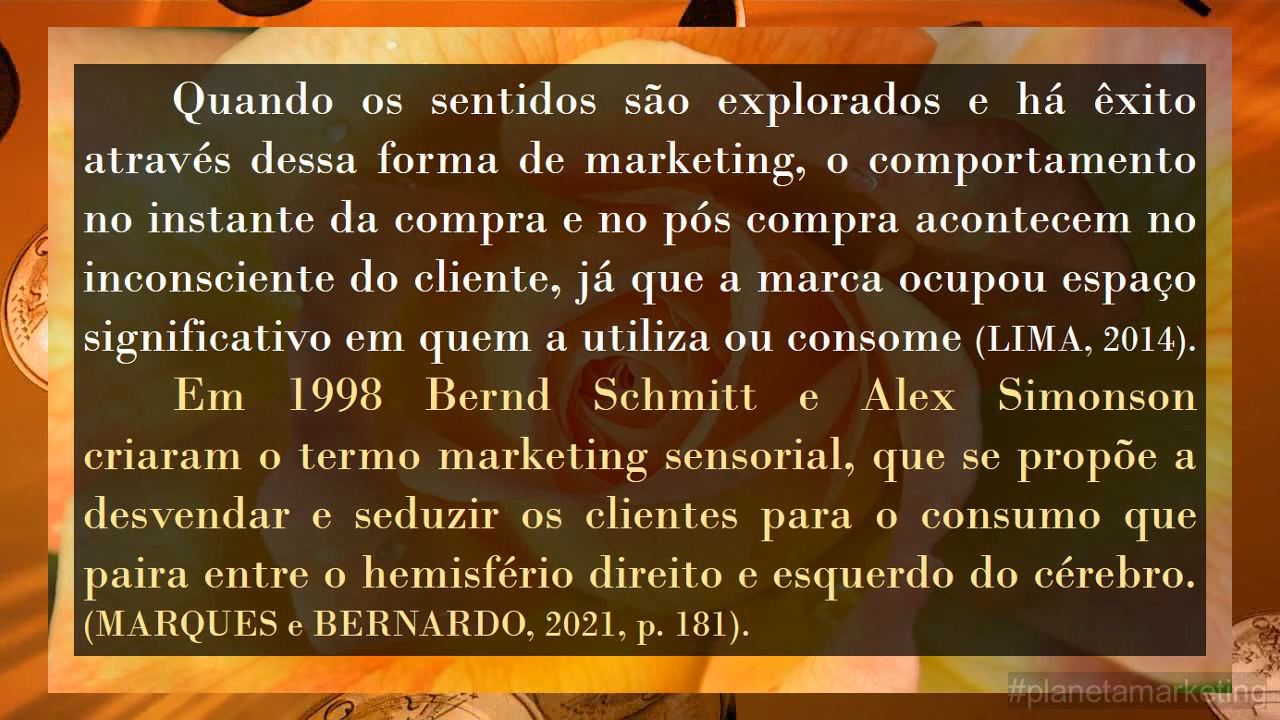 Quando os sentidos são explorados e há êxito
através dessa forma de marketing, o comportamento
no instante da compra e no pós compra acontecem no
inconsciente do cliente, já que a marca ocupou espaço
significativo em quem a utiliza ou consome (LIMA, 2014).
Em 1998 Bernd Schmitt e Alex Simonson
criaram o termo marketing sensorial, que se propõe a
desvendar e seduzir os clientes para o consumo que
paira entre o hemisfério direito e esquerdo do cérebro.
(MARQUES e BERNARDO, 2021, p. 181).
#planetamarketing